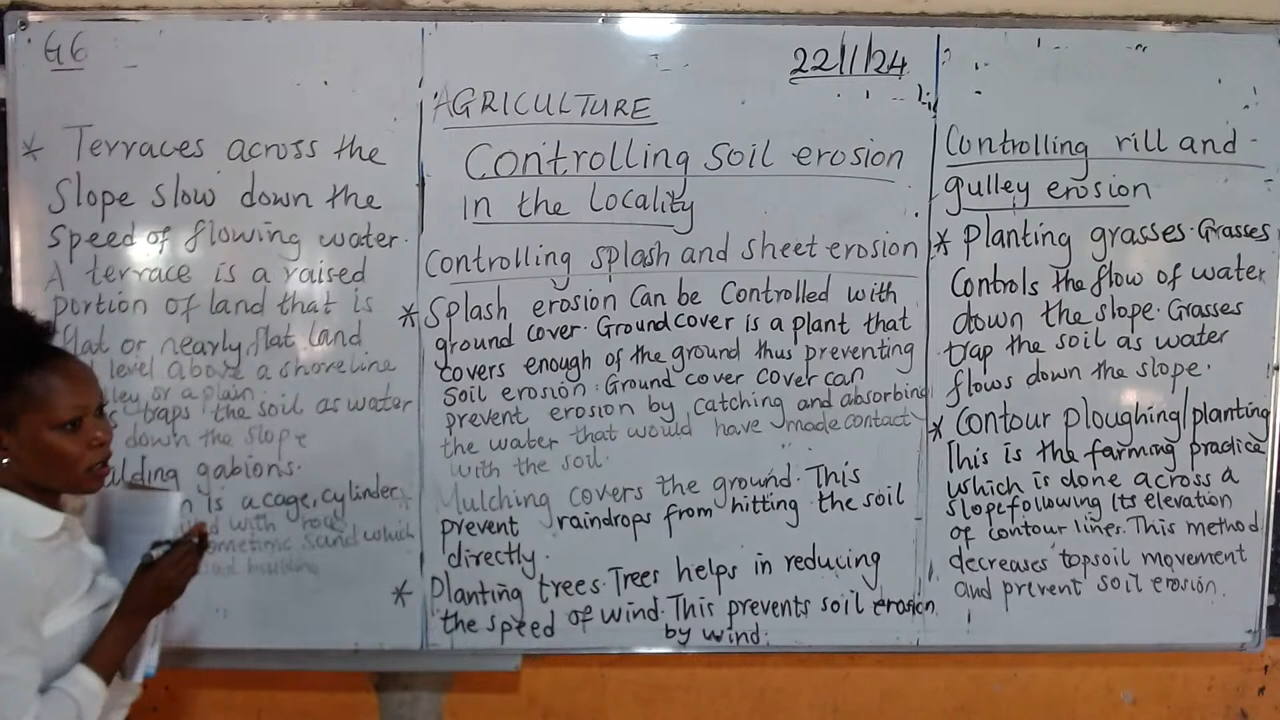 G6
* Terraces across the
Slope slow down the
speed of flowing water.
A terrace is a raised
portion of land that is
flat or nearly flat land
level above a shoreline
or a plain
traps the soil as water
down the slope
gabions.
is a cage, cylinder,
with
sand which
22/1/24
AGRICULTURE
Controlling Soil erosion
in the Locality
Controlling splash and sheet erosion
* Splash erosion Can be Controlled with
ground cover. Ground cover is a plant that
covers enough of the ground thus preventing
soil erosion. Ground cover cover can
prevent erosion by catching and absorbing
the water that would have made contact
with the soil.
Mulching covers the ground. This
prevent raindrops from hitting the soil
directly.
* Planting trees. Trees helps in reducing
the speed of wind. This prevents soil erosion
by wind.
Controlling rill and
gulley erosion
* Planting grasses. Grasses
Controls the flow of water
down the slope. Grasses
trap the soil as water
flows down the slope.
* Contour ploughing/planting
This is the farming practice
which is done across a
slope following its elevation
of contour lines. This method
decreases topsoil movement
and prevent soil erosion.